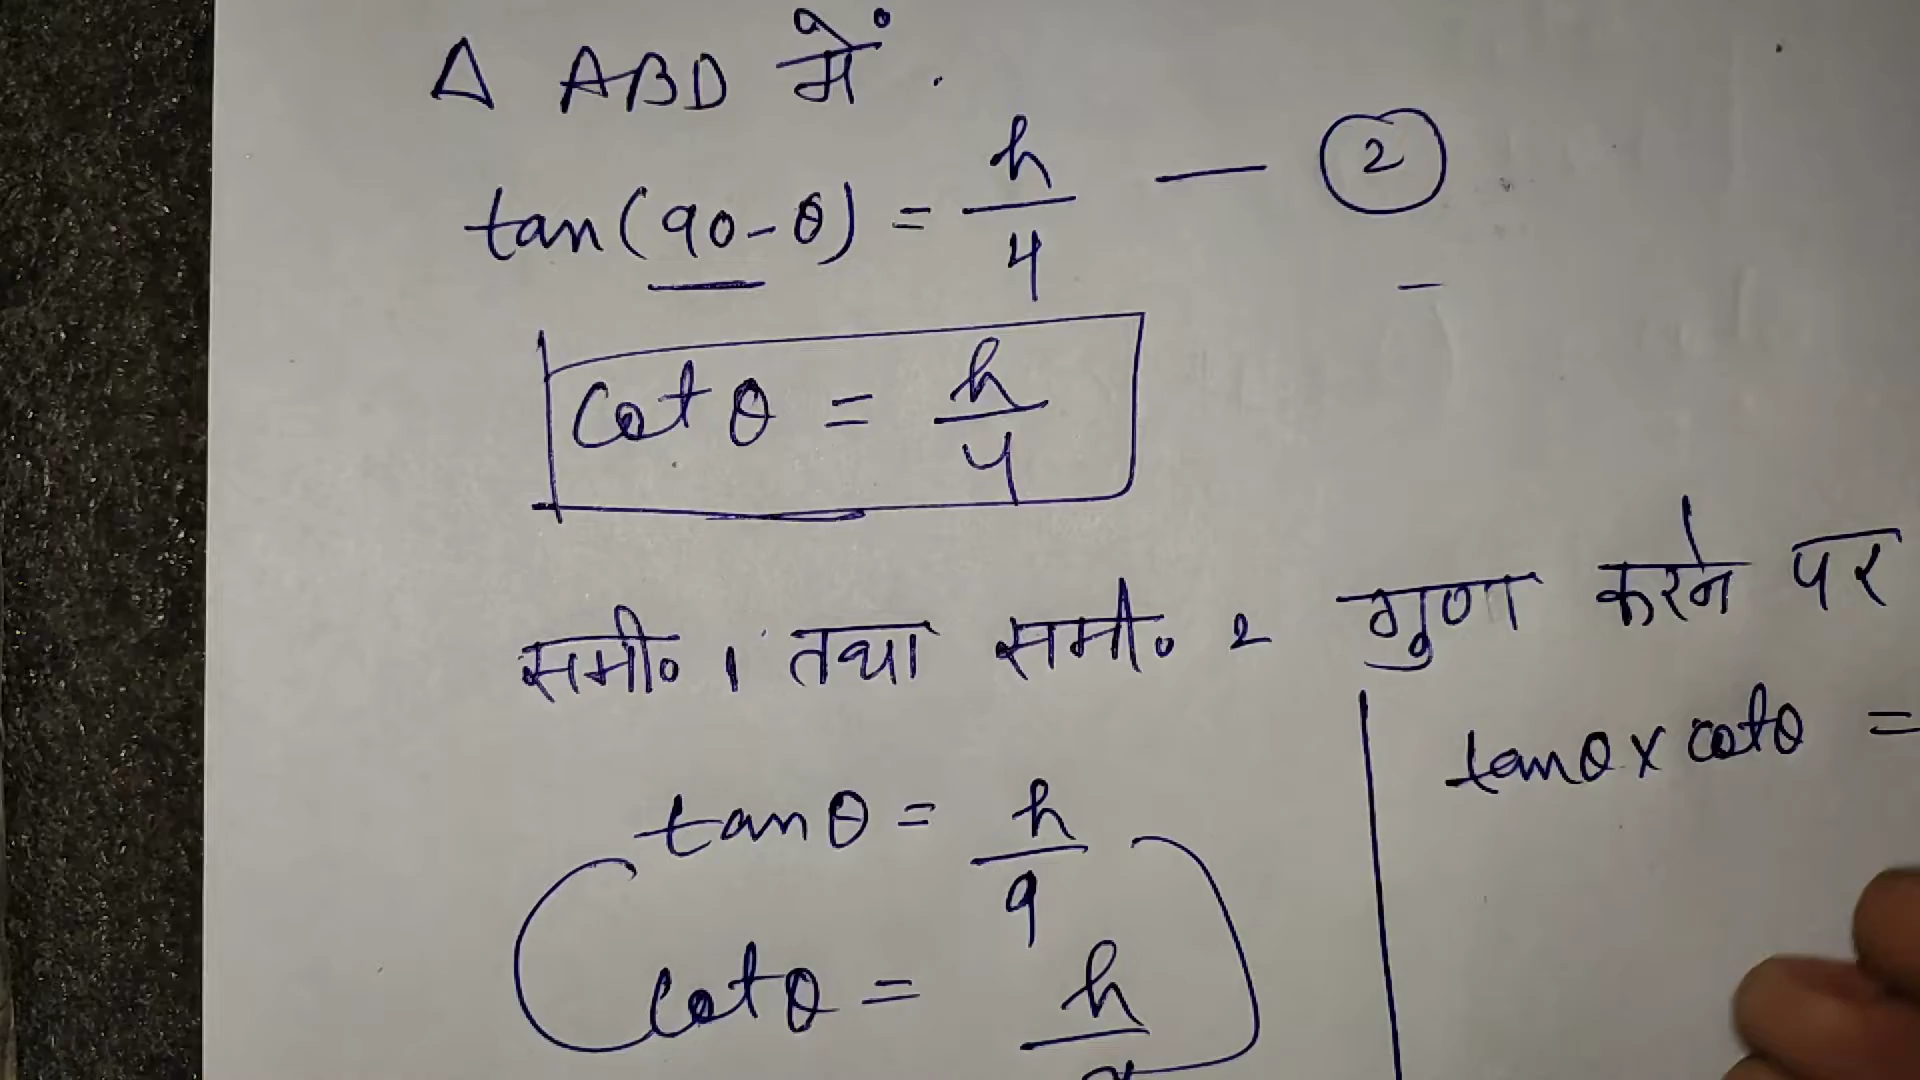 Δ ABD में.
tan(90-θ) = h/4 — 2
cot θ = h/4
समी० 1 तथा समी० 2 गुणा करने पर
tanθ = h/9
cotθ = h/
tanθ x cotθ =